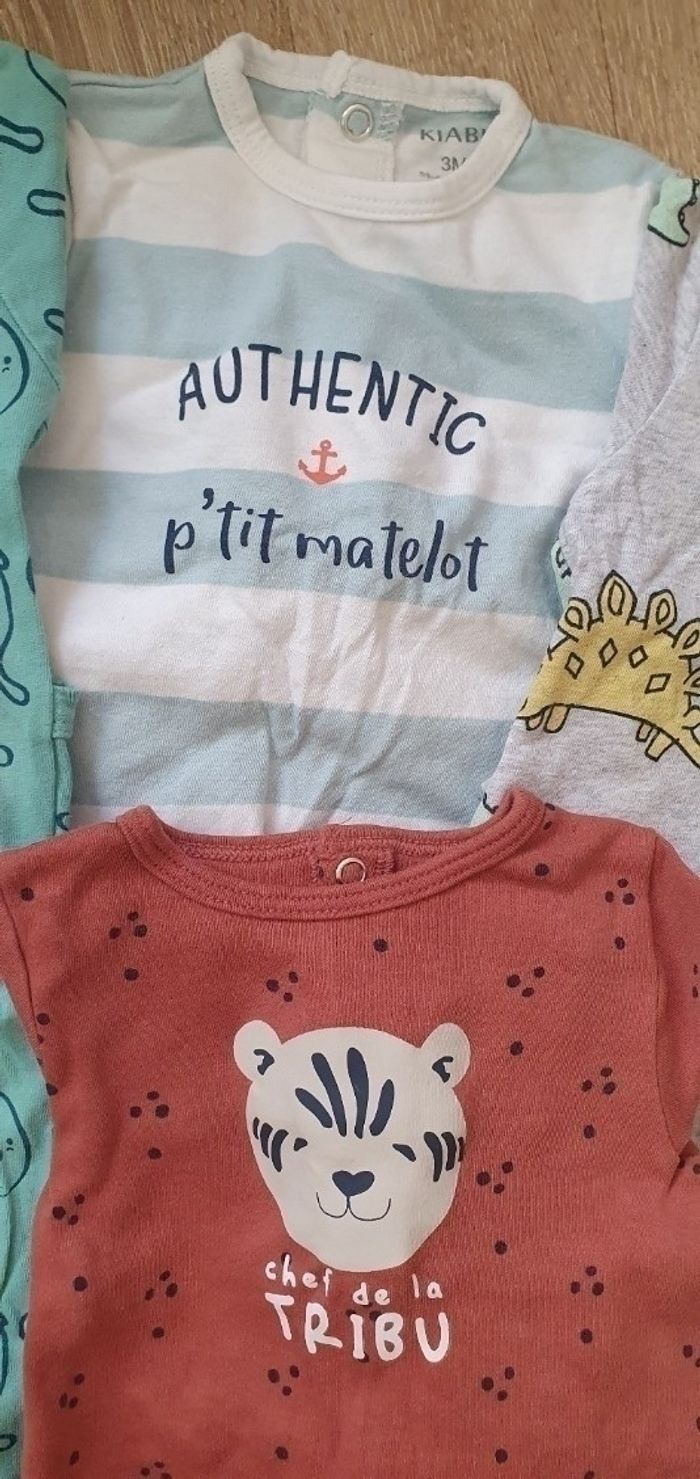 KIABI
3M
AUTHENTIC
p'tit matelot
chef de la
TRIBU